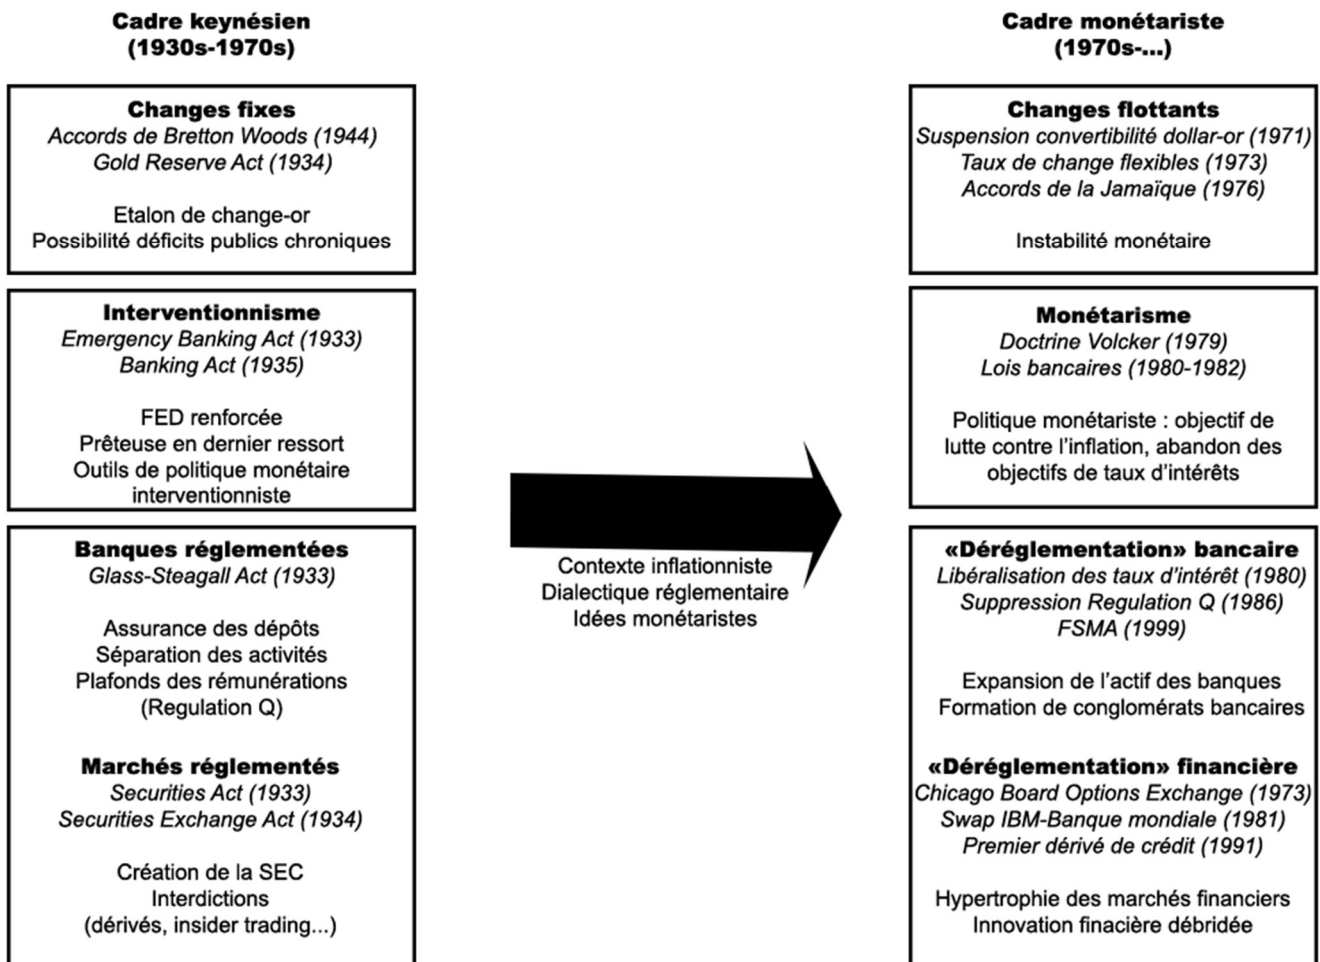 Cadre keynésien
(1930s-1970s)
Changes fixes
Accords de Bretton Woods (1944)
Gold Reserve Act (1934)
Etalon de change-or
Possibilité déficits publics chroniques
Interventionnisme
Emergency Banking Act (1933)
Banking Act (1935)
FED renforcée
Prêteuse en dernier ressort
Outils de politique monétaire
interventionniste
Banques réglementées
Glass-Steagall Act (1933)
Assurance des dépôts
Séparation des activités
Plafonds des rémunérations
(Regulation Q)
Marchés réglementés
Securities Act (1933)
Securities Exchange Act (1934)
Création de la SEC
Interdictions
(dérivés, insider trading...)
Contexte inflationniste
Dialectique réglementaire
Idées monétaristes
Cadre monétariste
(1970s-...)
Changes flottants
Suspension convertibilité dollar-or (1971)
Taux de change flexibles (1973)
Accords de la Jamaïque (1976)
Instabilité monétaire
Monétarisme
Doctrine Volcker (1979)
Lois bancaires (1980-1982)
Politique monétariste : objectif de
lutte contre l'inflation, abandon des
objectifs de taux d'intérêts
«Déréglementation» bancaire
Libéralisation des taux d'intérêt (1980)
Suppression Regulation Q (1986)
FSMA (1999)
Expansion de l'actif des banques
Formation de conglomérats bancaires
«Déréglementation» financière
Chicago Board Options Exchange (1973)
Swap IBM-Banque mondiale (1981)
Premier dérivé de crédit (1991)
Hypertrophie des marchés financiers
Innovation finacière débridée